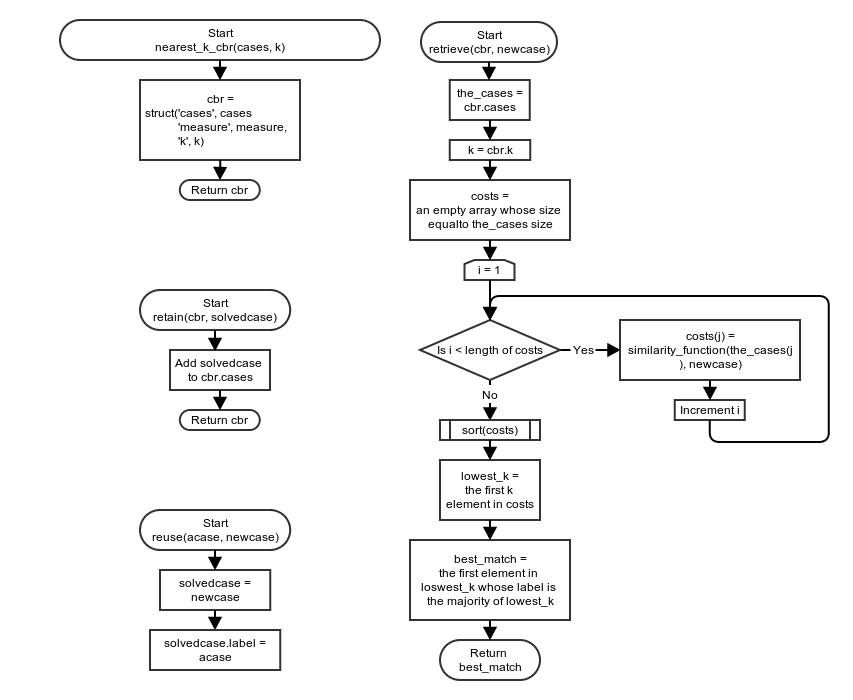 Start
nearest_k_cbr(cases, k)
cbr =
struct('cases', cases
'measure', measure,
'k', k)
Return cbr
Start
retain(cbr, solvedcase)
Add solvedcase
to cbr.cases
Return cbr
Start
reuse(acase, newcase)
solvedcase =
newcase
solvedcase.label =
acase
Start
retrieve(cbr, newcase)
the_cases =
cbr.cases
k = cbr.k
costs =
an empty array whose size
equalto the_cases size
i = 1
Is i < length of costs
Yes
costs(j) =
similarity_function(the_cases(j
), newcase)
Increment i
No
sort(costs)
lowest_k =
the first k
element in costs
best_match =
the first element in
loswest_k whose label is
the majority of lowest_k
Return
best_match